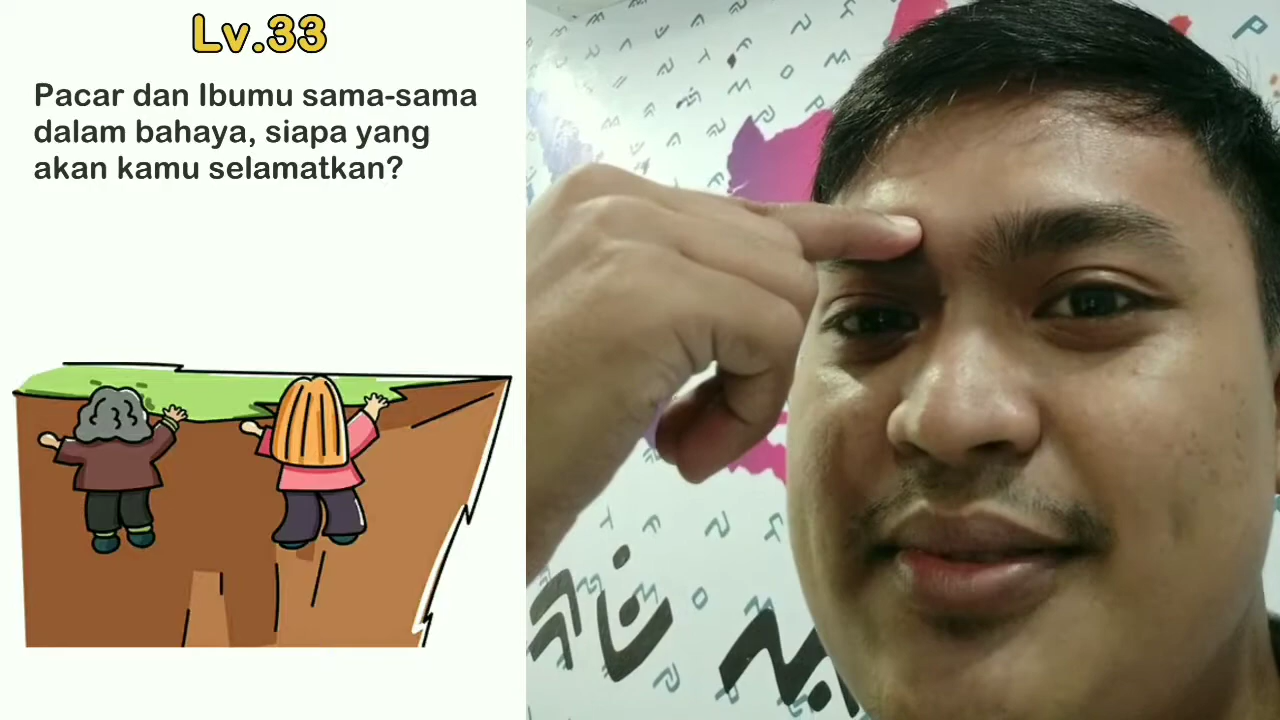 Lv.33
Pacar dan Ibumu sama-sama
dalam bahaya, siapa yang
akan kamu selamatkan?